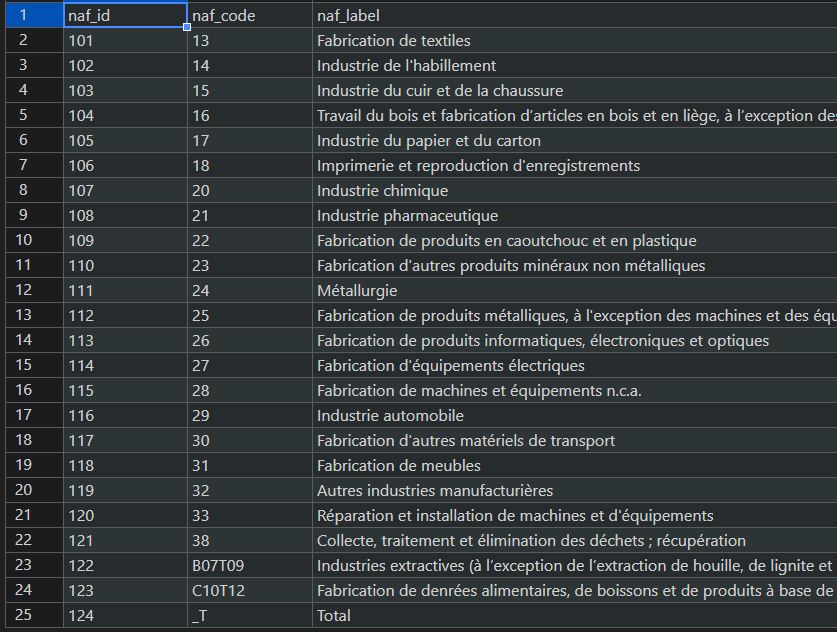 1 naf_id naf_code naf_label
2 101 13 Fabrication de textiles
3 102 14 Industrie de l'habillement
4 103 15 Industrie du cuir et de la chaussure
5 104 16 Travail du bois et fabrication d’articles en bois et en liège, à l’exception des
6 105 17 Industrie du papier et du carton
7 106 18 Imprimerie et reproduction d'enregistrements
8 107 20 Industrie chimique
9 108 21 Industrie pharmaceutique
10 109 22 Fabrication de produits en caoutchouc et en plastique
11 110 23 Fabrication d'autres produits minéraux non métalliques
12 111 24 Métallurgie
13 112 25 Fabrication de produits métalliques, à l'exception des machines et des équ
14 113 26 Fabrication de produits informatiques, électroniques et optiques
15 114 27 Fabrication d'équipements électriques
16 115 28 Fabrication de machines et équipements n.c.a.
17 116 29 Industrie automobile
18 117 30 Fabrication d'autres matériels de transport
19 118 31 Fabrication de meubles
20 119 32 Autres industries manufacturières
21 120 33 Réparation et installation de machines et d'équipements
22 121 38 Collecte, traitement et élimination des déchets ; récupération
23 122 B07T09 Industries extractives (à l’exception de l’extraction de houille, de lignite et
24 123 C10T12 Fabrication de denrées alimentaires, de boissons et de produits à base de
25 124 _T Total